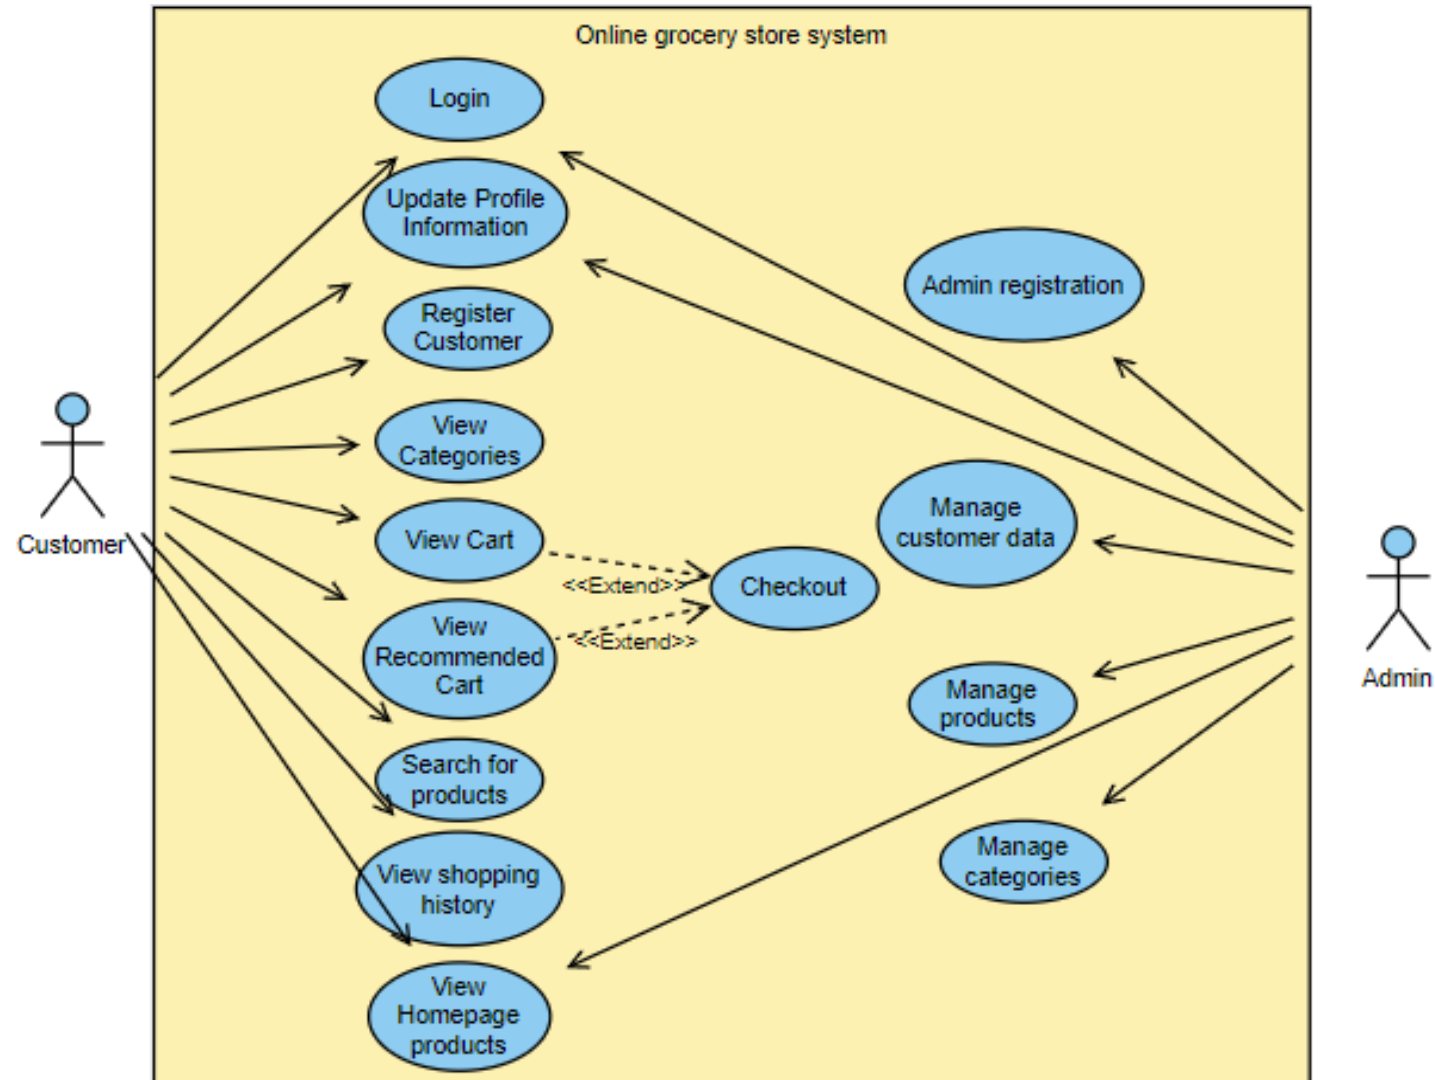 Online grocery store system
Login
Update Profile
Information
Register
Customer
View
Categories
View Cart
<<Extend>>
<<Extend>>
Checkout
View
Recommended
Cart
Search for
products
View shopping
history
View
Homepage
products
Customer
Admin registration
Manage
customer data
Manage
products
Manage
categories
Admin